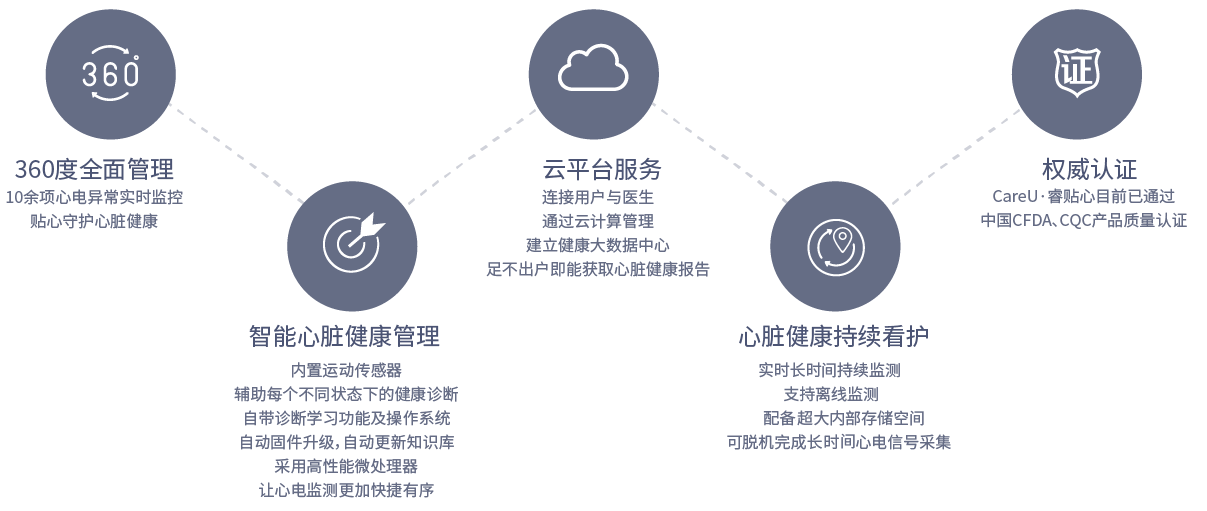 360°
360度全面管理
10余项心电异常实时监控
贴心守护心脏健康
智能心脏健康管理
内置运动传感器
辅助每个不同状态下的健康诊断
自带诊断学习功能及操作系统
自动固件升级,自动更新知识库
采用高性能微处理器
让心电监测更加快捷有序
云平台服务
连接用户与医生
通过云计算管理
建立健康大数据中心
足不出户即能获取心脏健康报告
心脏健康持续看护
实时长时间持续监测
支持离线监测
配备超大内部存储空间
可脱机完成长时间心电信号采集
证
权威认证
CareU·睿贴心目前已通过
中国CFDA、CQC产品质量认证